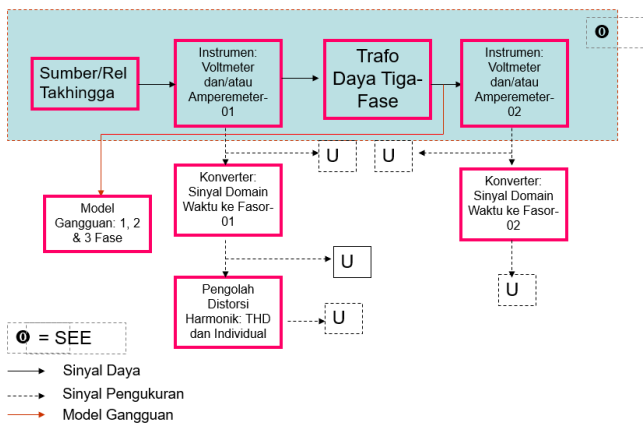 ⓿
Sumber/Rel
Takhingga
Instrumen:
Voltmeter
dan/atau
Amperemeter-
01
Trafo
Daya Tiga-
Fase
Instrumen:
Voltmeter
dan/atau
Amperemeter-
02
U
U
Model
Gangguan: 1, 2
& 3 Fase
Konverter:
Sinyal Domain
Waktu ke Fasor-
01
Konverter:
Sinyal Domain
Waktu ke Fasor-
02
U
U
Pengolah
Distorsi
Harmonik: THD
dan Individual
U
⓿ = SEE
Sinyal Daya
Sinyal Pengukuran
Model Gangguan